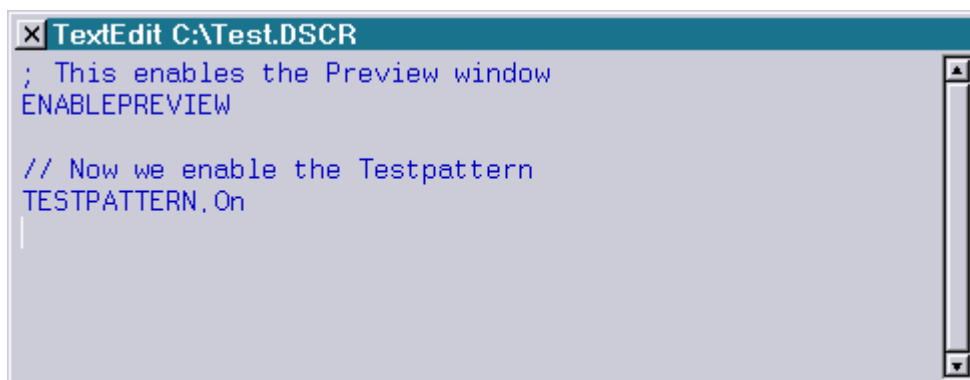 TextEdit C:\Test.DSCR
; This enables the Preview window
ENABLEPREVIEW
// Now we enable the Testpattern
TESTPATTERN,On